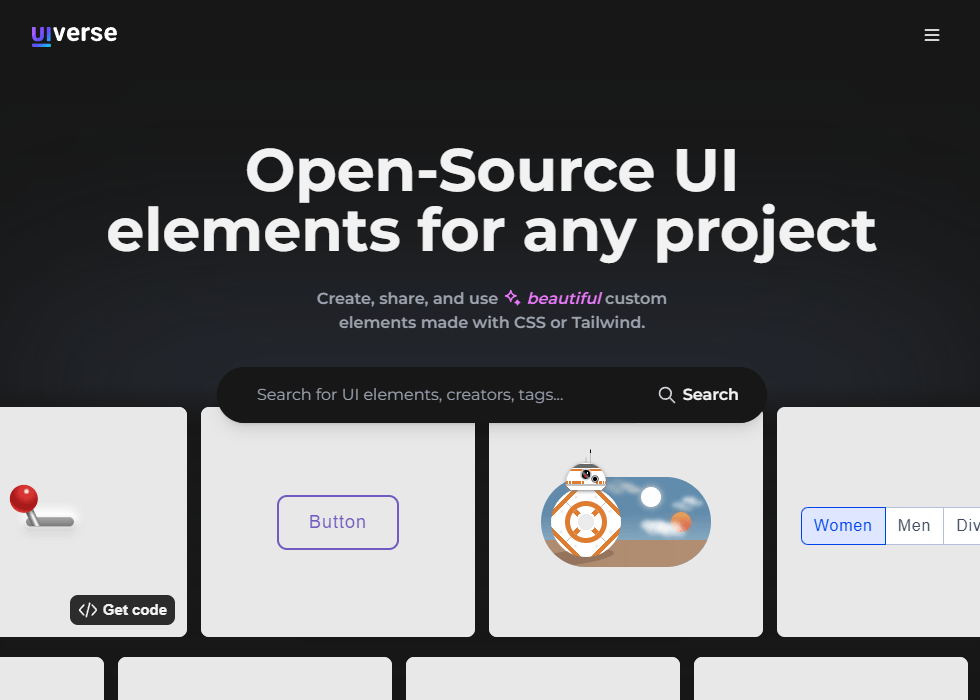 uiverse
Open-Source UI
elements for any project
Create, share, and use beautiful custom
elements made with CSS or Tailwind.
Search for UI elements, creators, tags... Search
Button
Women Men Div
</> Get code